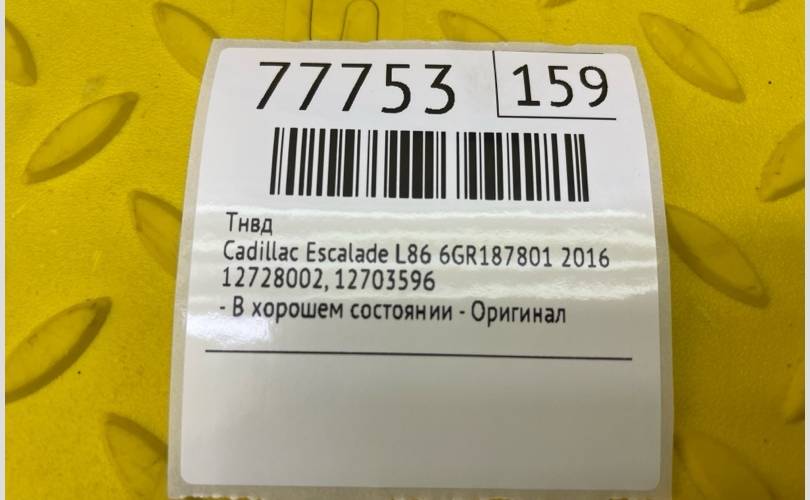 77753 159
Тнвд
Cadillac Escalade L86 6GR187801 2016
12728002, 12703596
- В хорошем состоянии - Оригинал